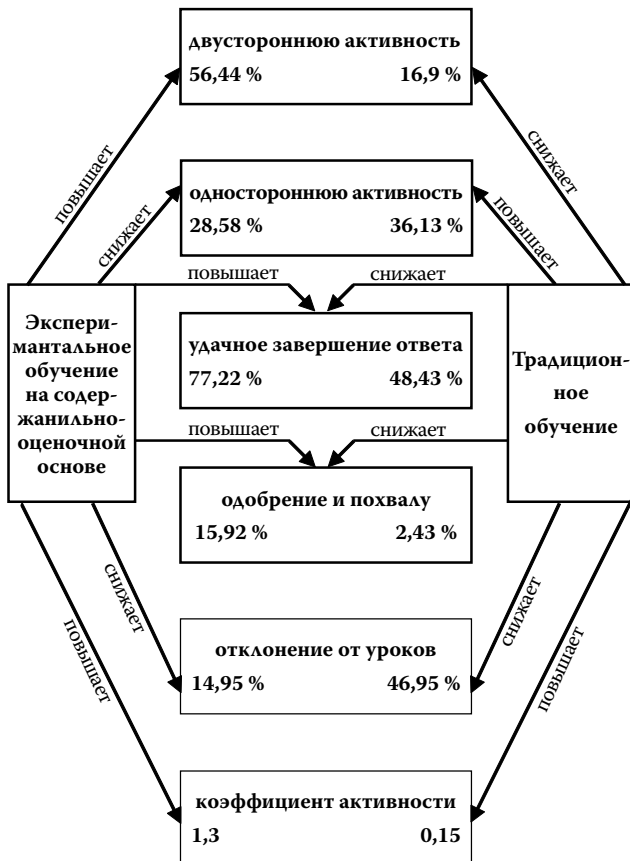 двустороннюю активность
56,44 % 16,9 %
повышает
снижает
одностороннюю активность
28,58 % 36,13 %
снижает
повышает
повышает
снижает
Экспери-
мантальное
обучение
на содер-
жанильно-
оценочной
основе
удачное завершение ответа
77,22 % 48,43 %
Традицион-
ное
обучение
повышает
снижает
одобрение и похвалу
15,92 % 2,43 %
снижает
снижает
повышает
повышает
отклонение от уроков
14,95 % 46,95 %
коэффициент активности
1,3 0,15